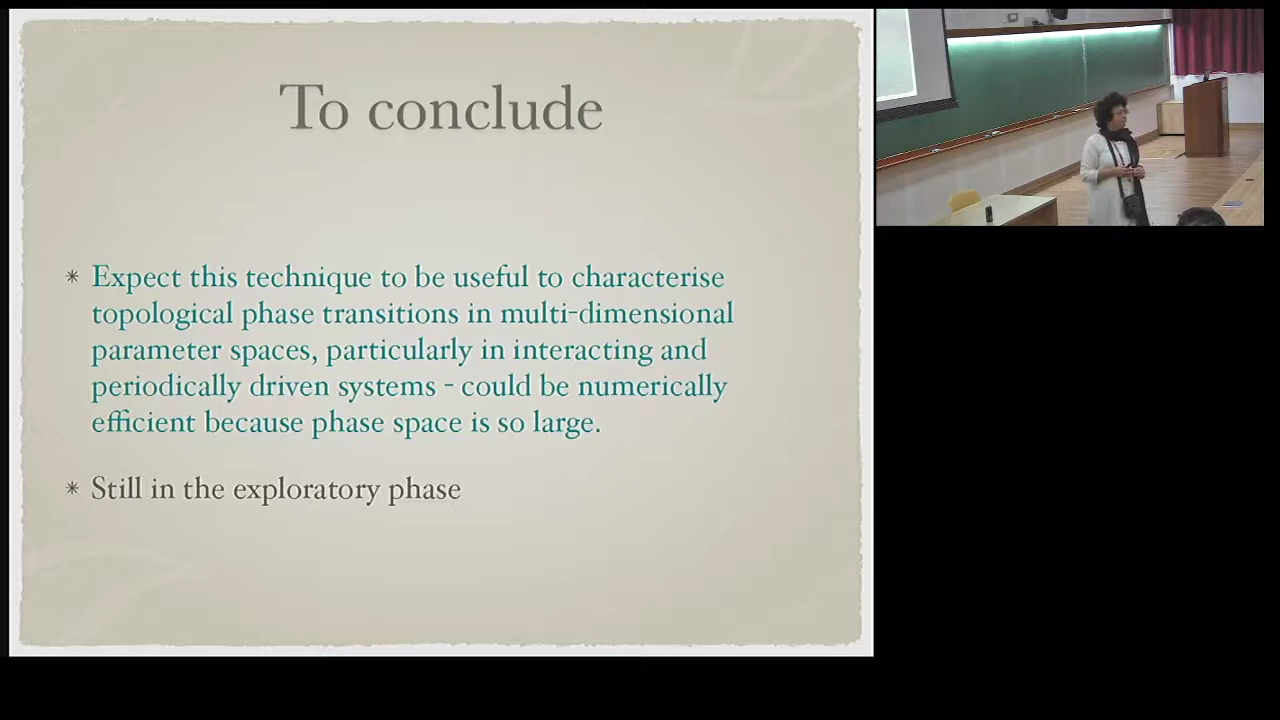 To conclude
* Expect this technique to be useful to characterise
topological phase transitions in multi-dimensional
parameter spaces, particularly in interacting and
periodically driven systems - could be numerically
efficient because phase space is so large.
* Still in the exploratory phase